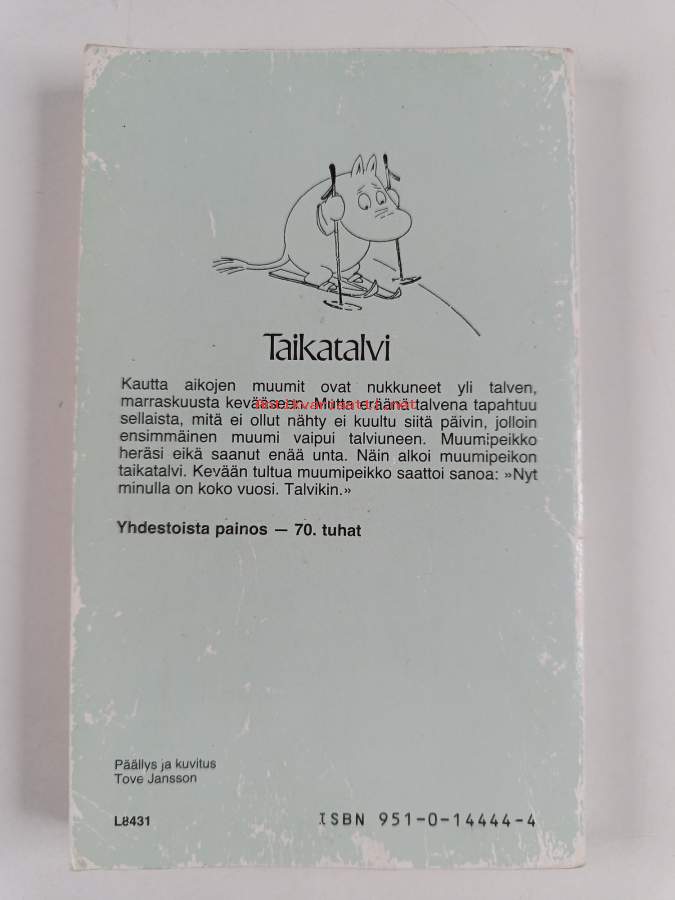 Taikatalvi
Kautta aikojen muumit ovat nukkuneet yli talven,
marraskuusta kevääseen. Mutta eräänä talvena tapahtuu
antikvariaatti.net
sellaista, mitä ei ollut nähty ei kuultu siitä päivin, jolloin
ensimmäinen muumi vaipui talviuneen. Muumipeikko
heräsi eikä saanut enää unta. Näin alkoi muumipeikon
taikatalvi. Kevään tultua muumipeikko saattoi sanoa: »Nyt
minulla on koko vuosi. Talvikin.»
Yhdestoista painos — 70. tuhat
Päällys ja kuvitus
Tove Jansson
L8431
ISBN 951-0-14444-4